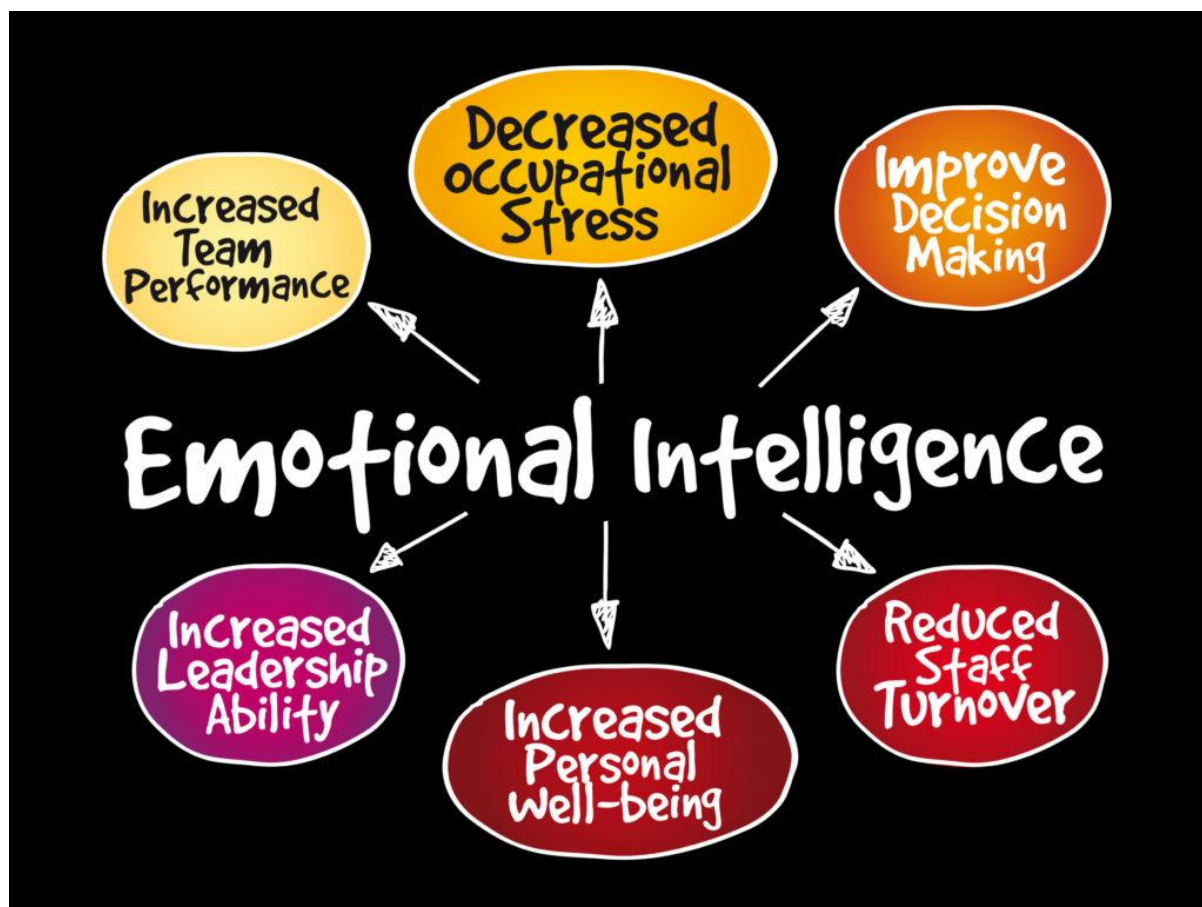 Increased
Team
Performance
Decreased
Occupational
Stress
Improve
Decision
Making
Emotional Intelligence
Increased
Leadership
Ability
Increased
Personal
Well-being
Reduced
Staff
Turnover